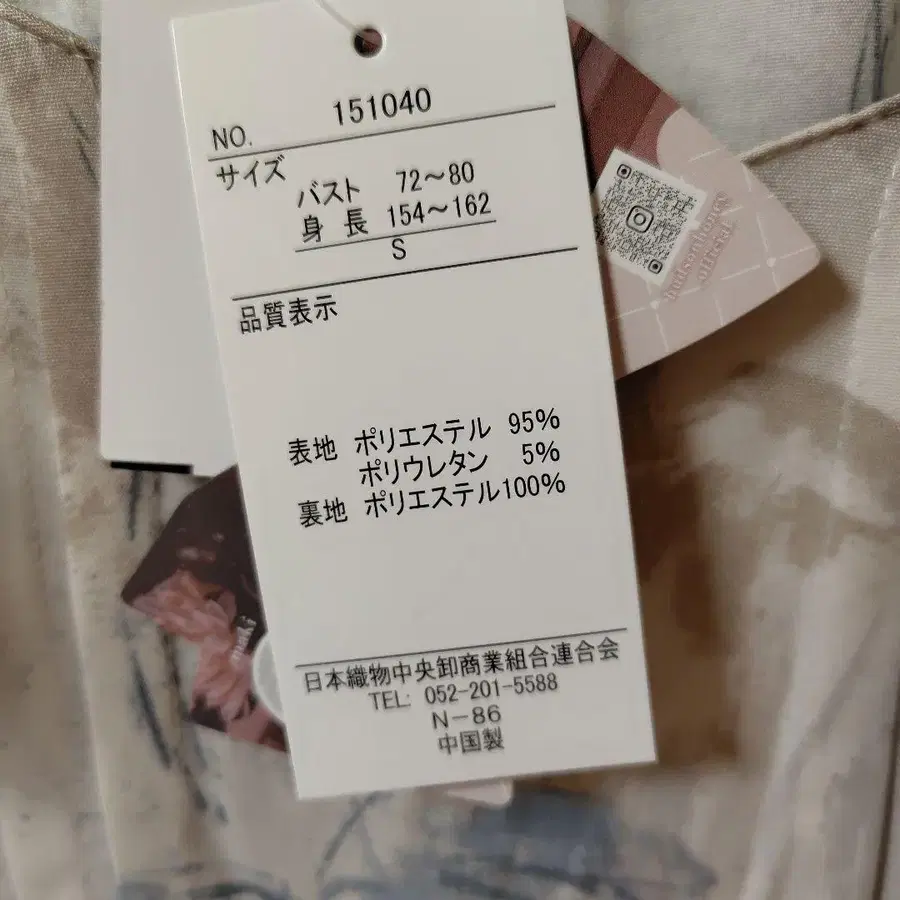 NO. 151040
サイズ
バスト 72～80
身長 154～162
S
品質表示
表地 ポリエステル 95%
ポリウレタン 5%
裏地 ポリエステル100%
日本織物中央卸商業組合連合会
TEL: 052-201-5588
N-86
中国製
official